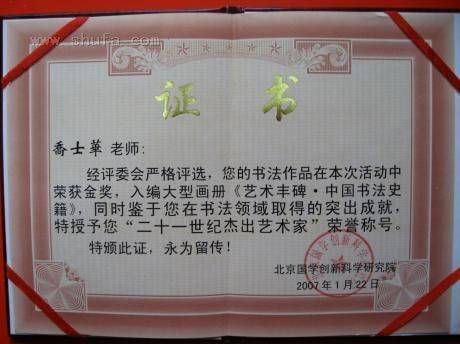 www.shufa.com
证书
乔士华 老师:
经评委会严格评选,您的书法作品在本次活动中
荣获金奖,入编大型画册《艺术丰碑·中国书法史
籍》,同时鉴于您在书法领域取得的突出成就,
特授予您“二十一世纪杰出艺术家”荣誉称号。
特颁此证,永为留传!
北京国学创新科学研究院
2007年1月22日